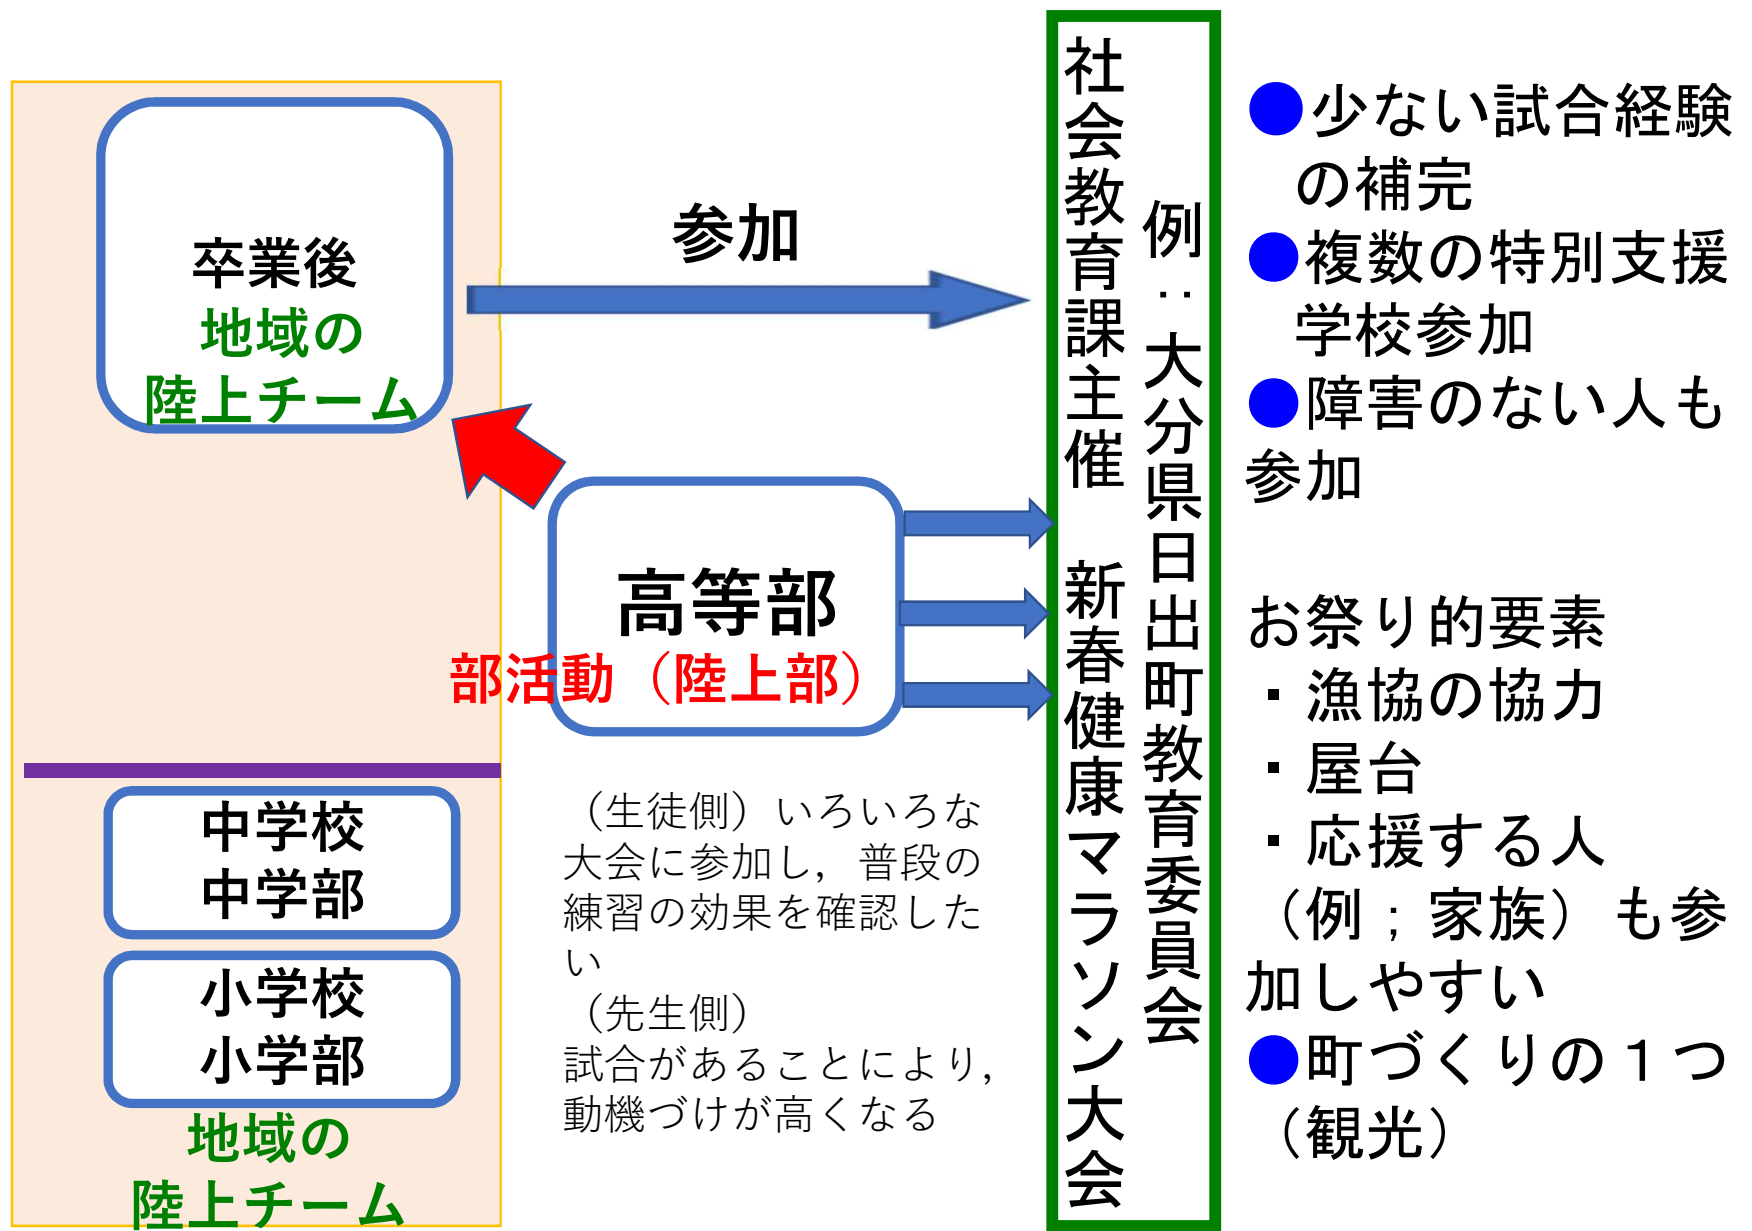 卒業後
地域の
陸上チーム
参加
高等部
部活動（陸上部）
中学校
中学部
小学校
小学部
地域の
陸上チーム
（生徒側）いろいろな
大会に参加し，普段の
練習の効果を確認した
い
（先生側）
試合があることにより，
動機づけが高くなる
例：大分県日出町教育委員会
社会教育課主催　新春健康マラソン大会
●少ない試合経験
の補完
●複数の特別支援
学校参加
●障害のない人も
参加
お祭り的要素
・漁協の協力
・屋台
・応援する人
（例；家族）も参
加しやすい
●町づくりの１つ
（観光）